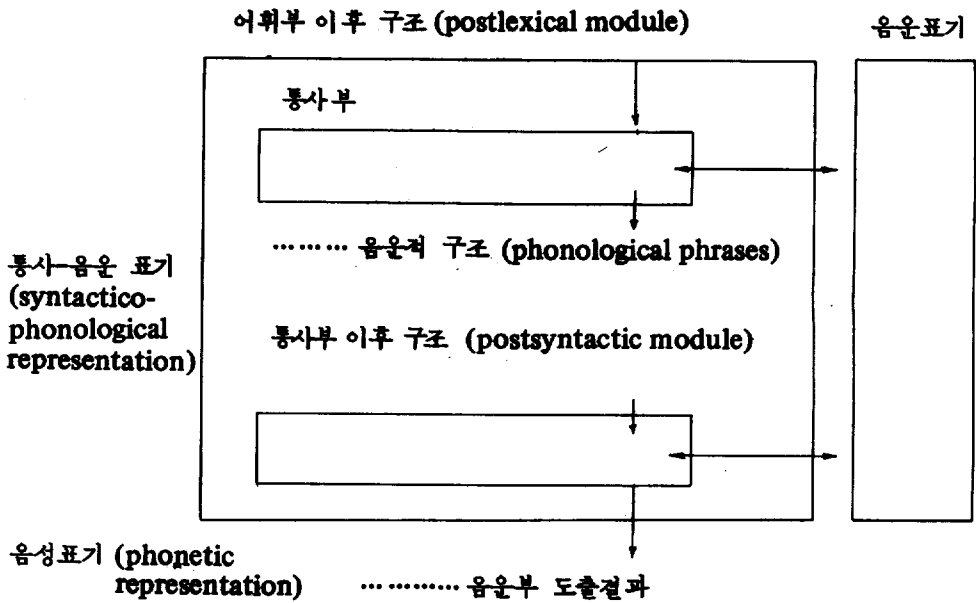 어휘부 이후 구조 (postlexical module)
음운표기
통사부
……… 음운적 구조 (phonological phrases)
통사-음운 표기
(syntactico-
phonological
representation)
통사부 이후 구조 (postsyntactic module)
음성표기 (phonetic
representation)
………… 음운부 도출결과